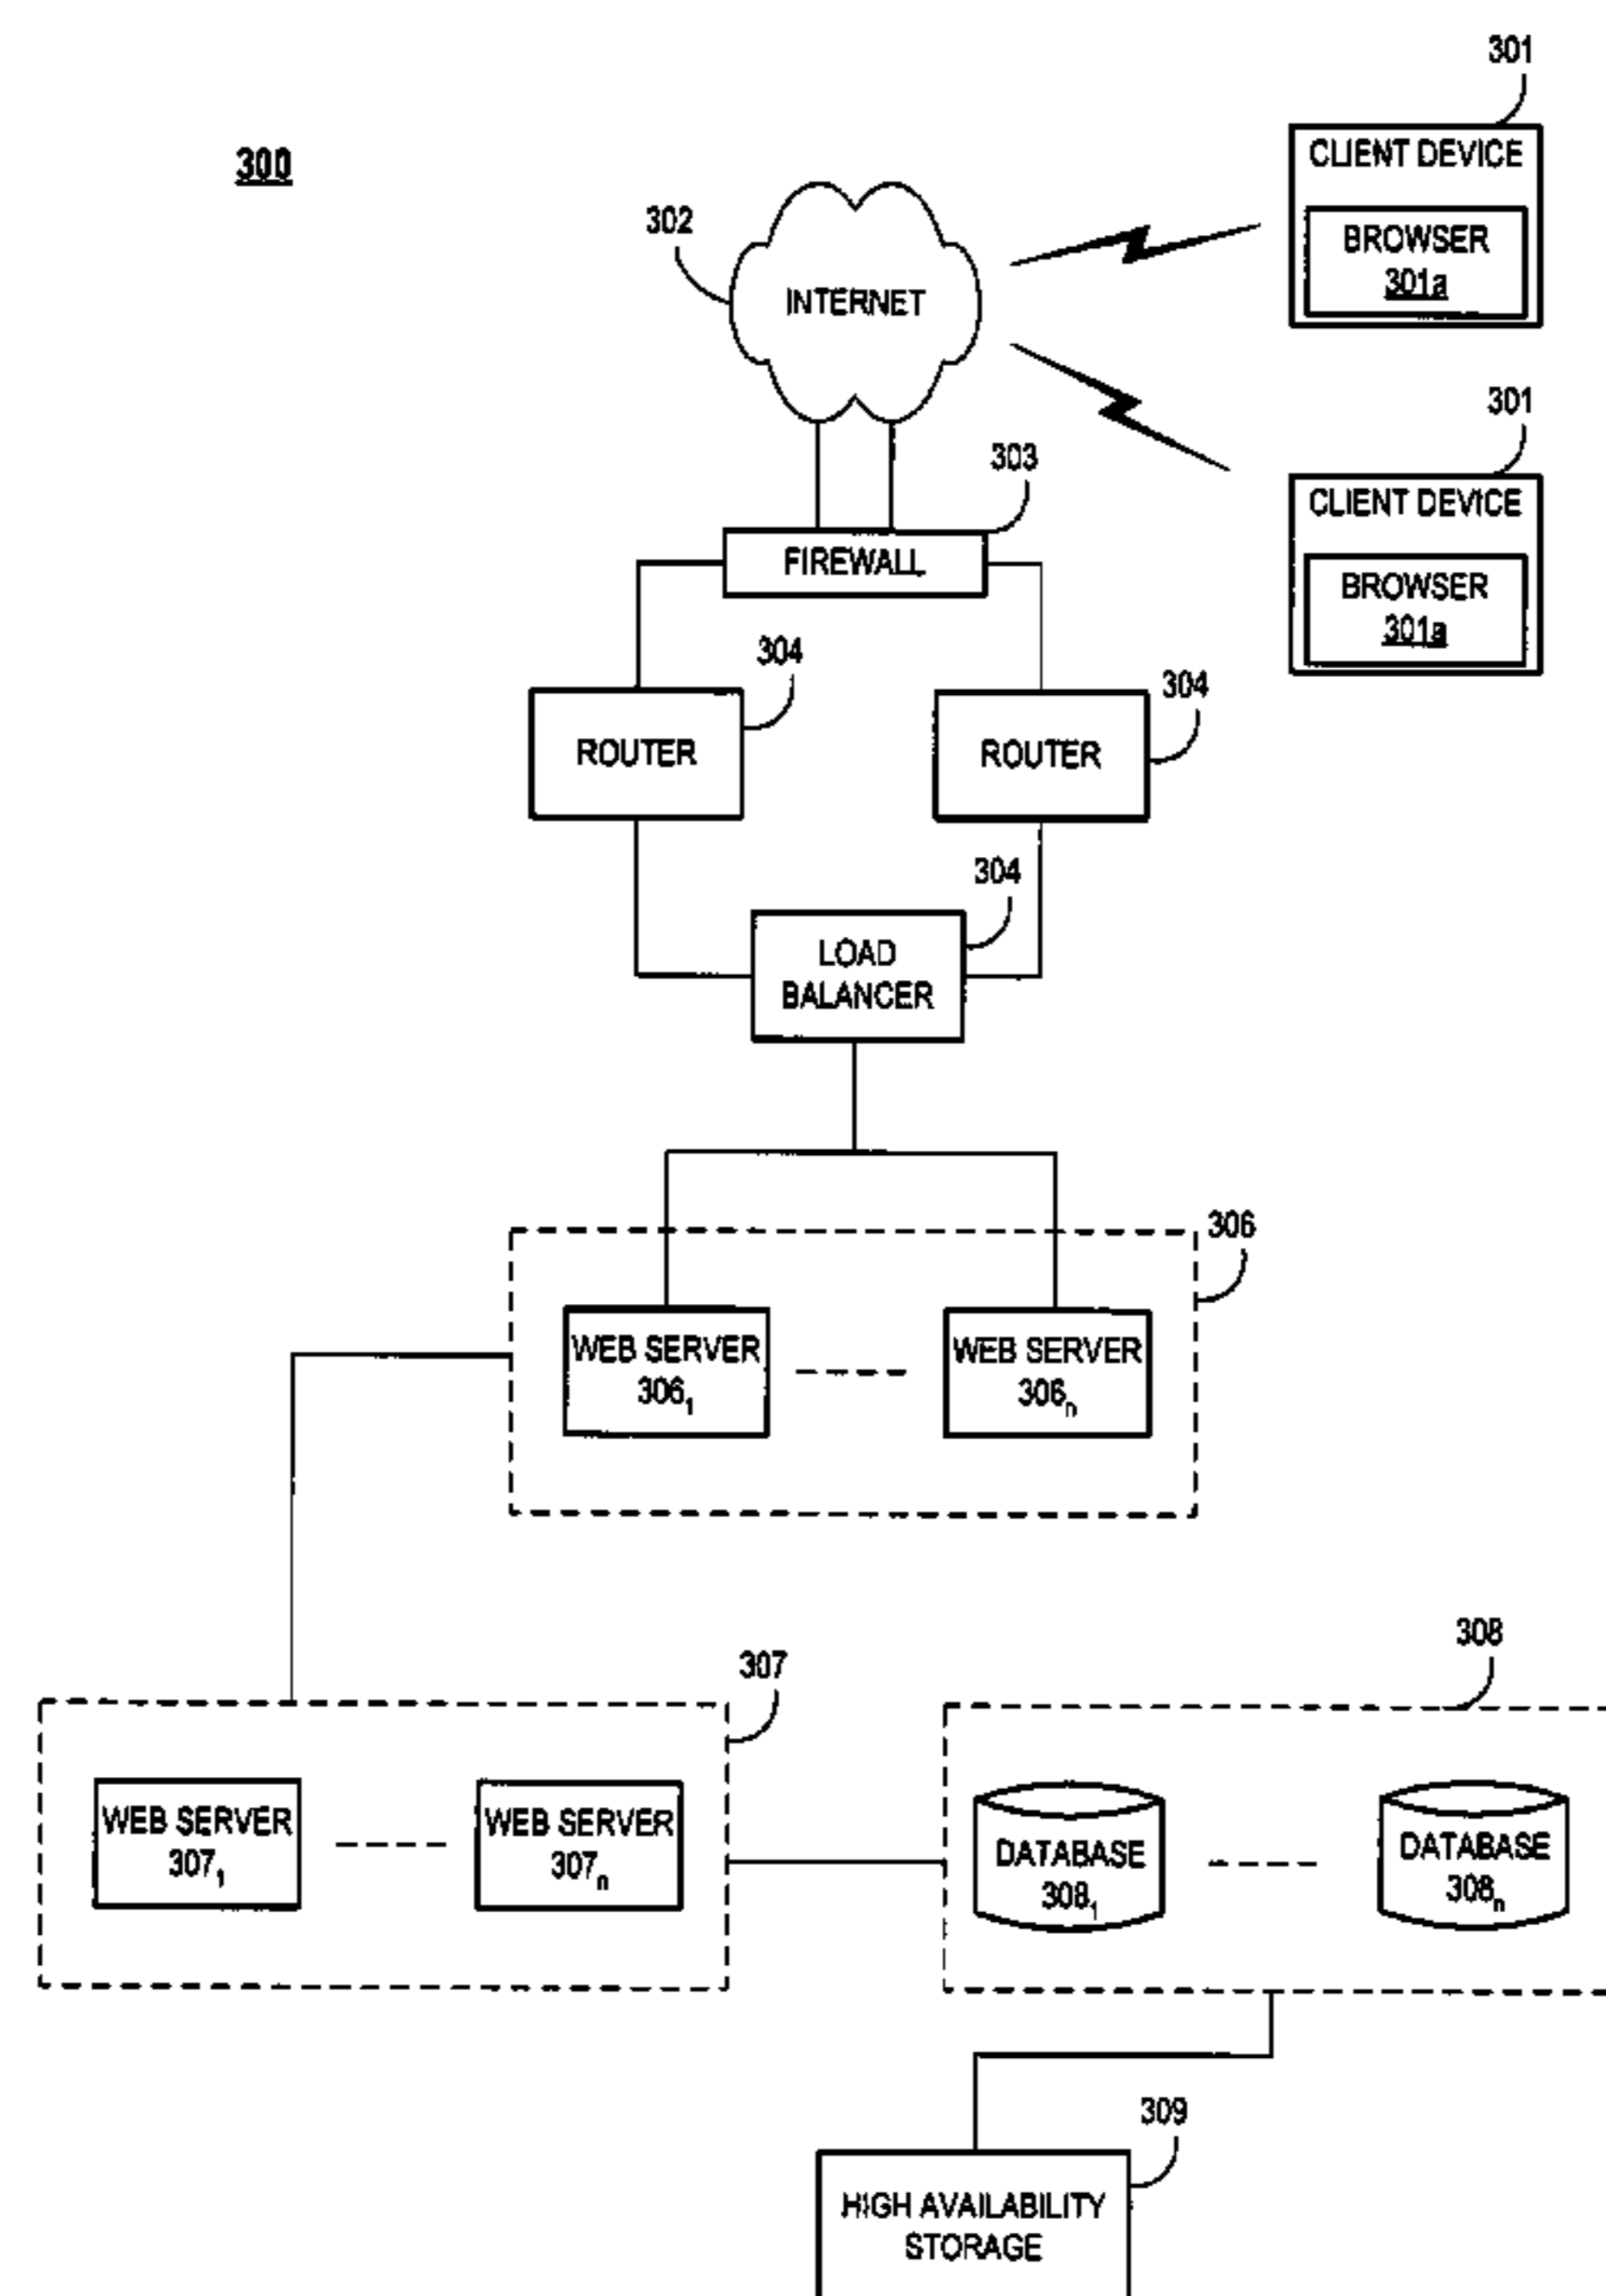 300
301
CLIENT DEVICE
BROWSER
301a
302
INTERNET
301
CLIENT DEVICE
BROWSER
301a
303
FIREWALL
304
ROUTER
304
ROUTER
304
LOAD
BALANCER
306
WEB SERVER
306₁
WEB SERVER
306ₙ
307
WEB SERVER
307₁
WEB SERVER
307ₙ
308
DATABASE
308₁
DATABASE
308ₙ
309
HIGH AVAILABILITY
STORAGE